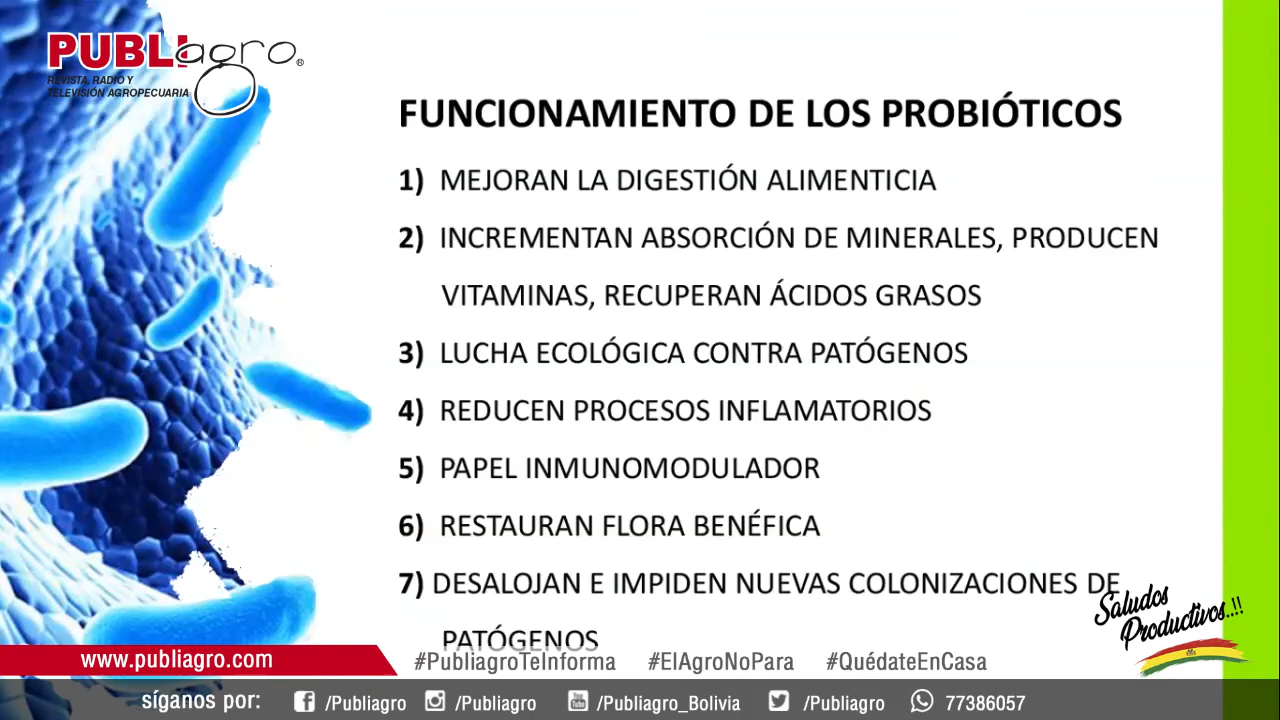 PUBLIagro®
REVISTA, RADIO Y
TELEVISIÓN AGROPECUARIA
FUNCIONAMIENTO DE LOS PROBIÓTICOS
1) MEJORAN LA DIGESTIÓN ALIMENTICIA
2) INCREMENTAN ABSORCIÓN DE MINERALES, PRODUCEN
VITAMINAS, RECUPERAN ÁCIDOS GRASOS
3) LUCHA ECOLÓGICA CONTRA PATÓGENOS
4) REDUCEN PROCESOS INFLAMATORIOS
5) PAPEL INMUNOMODULADOR
6) RESTAURAN FLORA BENÉFICA
7) DESALOJAN E IMPIDEN NUEVAS COLONIZACIONES DE
PATÓGENOS
Saludos
Productivos..!!
www.publiagro.com
#PubliagroTeInforma #ElAgroNoPara #QuédateEnCasa
síganos por: /Publiagro /Publiagro You Tube /Publiagro_Bolivia /Publiagro 77386057